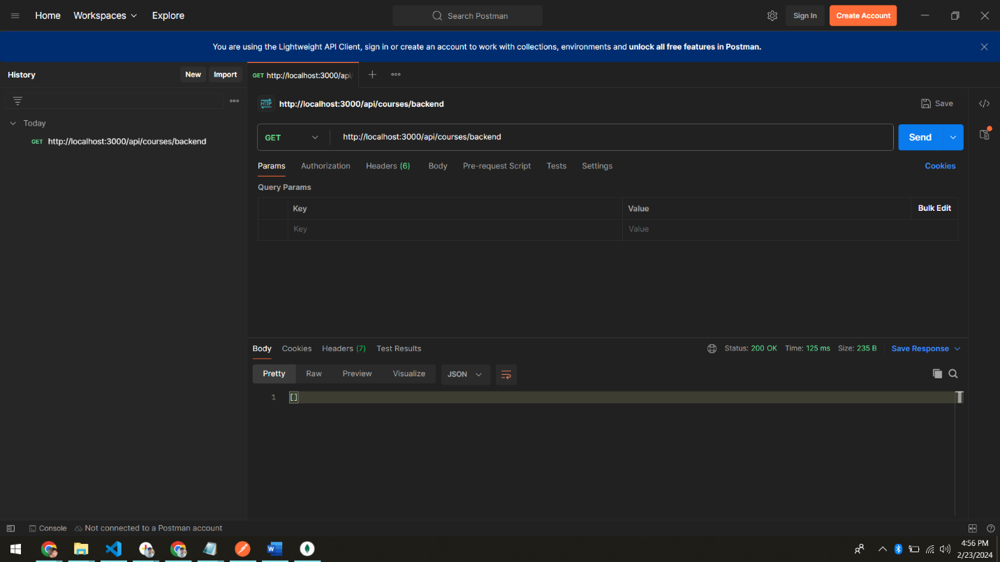 Home Workspaces Explore Search Postman Sign In Create Account
You are using the Lightweight API Client, sign in or create an account to work with collections, environments and unlock all free features in Postman.
History New Import GET http://localhost:3000/api/
HTTP http://localhost:3000/api/courses/backend Save
Today
GET http://localhost:3000/api/courses/backend
GET http://localhost:3000/api/courses/backend Send
Params Authorization Headers (6) Body Pre-request Script Tests Settings Cookies
Query Params
Key Value Bulk Edit
Key Value
Body Cookies Headers (7) Test Results Status: 200 OK Time: 125 ms Size: 235 B Save Response
Pretty Raw Preview Visualize JSON
1 []
Console Not connected to a Postman account
W
4:56 PM
2/23/2024